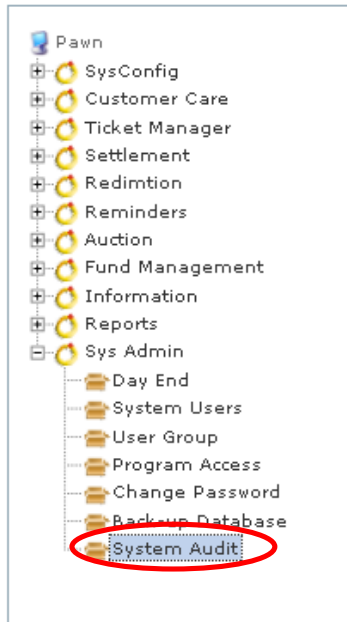 Pawn
SysConfig
Customer Care
Ticket Manager
Settlement
Redimtion
Reminders
Auction
Fund Management
Information
Reports
Sys Admin
Day End
System Users
User Group
Program Access
Change Password
Back-up Database
System Audit